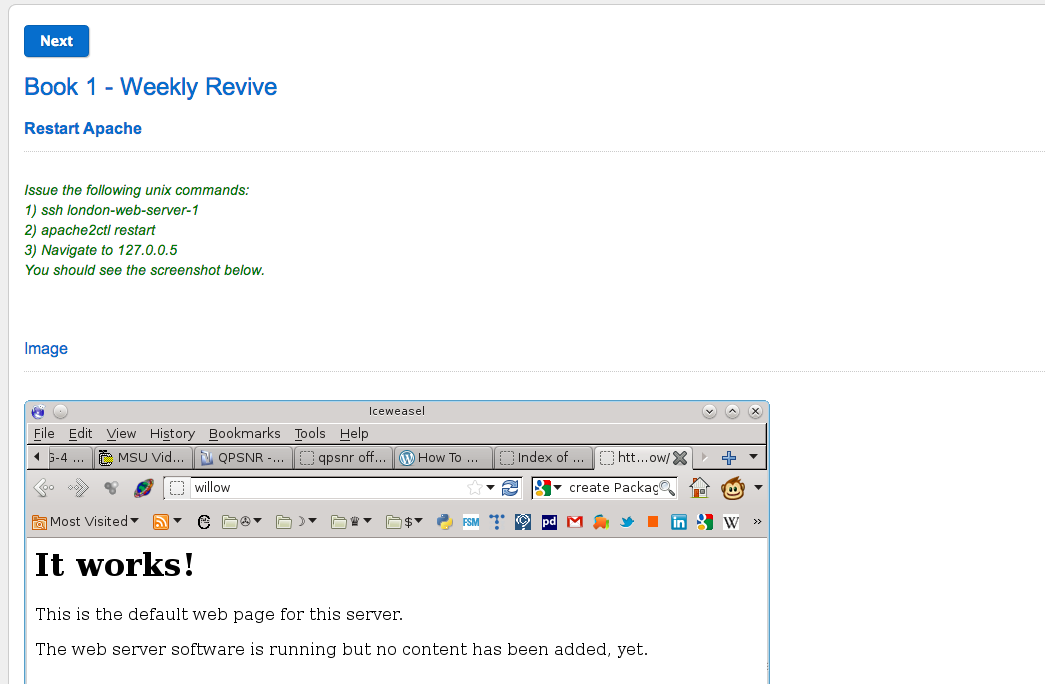 Next
Book 1 - Weekly Revive
Restart Apache
Issue the following unix commands:
1) ssh london-web-server-1
2) apache2ctl restart
3) Navigate to 127.0.0.5
You should see the screenshot below.
Image
Iceweasel
File Edit View History Bookmarks Tools Help
G-4 ... MSU Vid... QPSNR -... qpsnr off... How To ... Index of ... htt...ow/
willow create Packag
Most Visited $ FSM pd in W »
It works!
This is the default web page for this server.
The web server software is running but no content has been added, yet.